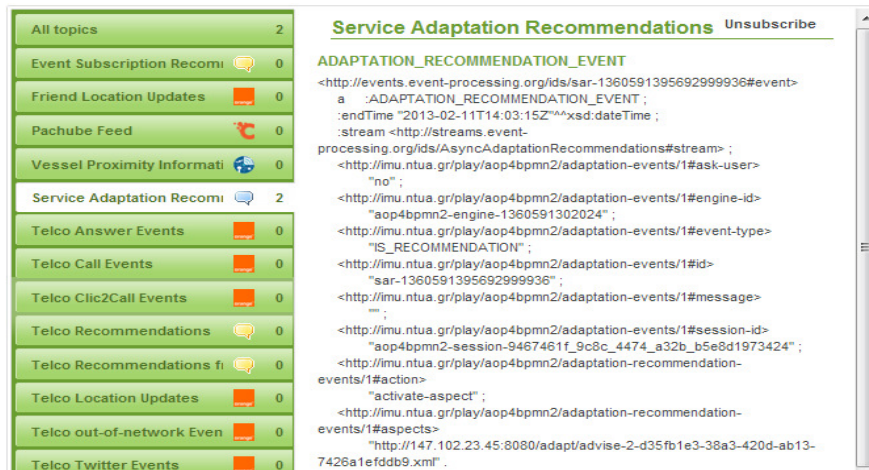 All topics 2
Event Subscription Recomm 0
Friend Location Updates 0
Pachube Feed 0
Vessel Proximity Informati 0
Service Adaptation Recomm 2
Telco Answer Events 0
Telco Call Events 0
Telco Clic2Call Events 0
Telco Recommendations 0
Telco Recommendations f 0
Telco Location Updates 0
Telco out-of-network Even 0
Telco Twitter Events 0
Service Adaptation Recommendations Unsubscribe
ADAPTATION_RECOMMENDATION_EVENT
<http://events.event-processing.org/ids/sar-1360591395692999936#event>
a :ADAPTATION_RECOMMENDATION_EVENT ;
:endTime "2013-02-11T14:03:15Z"^^xsd:dateTime ;
:stream <http://streams.event-
processing.org/ids/AsyncAdaptationRecommendations#stream> ;
<http://imu.ntua.gr/play/aop4bpmn2/adaptation-events/1#ask-user>
"no" ;
<http://imu.ntua.gr/play/aop4bpmn2/adaptation-events/1#engine-id>
"aop4bpmn2-engine-1360591302024" ;
<http://imu.ntua.gr/play/aop4bpmn2/adaptation-events/1#event-type>
"IS_RECOMMENDATION" ;
<http://imu.ntua.gr/play/aop4bpmn2/adaptation-events/1#id>
"sar-1360591395692999936" ;
<http://imu.ntua.gr/play/aop4bpmn2/adaptation-events/1#message>
"" ;
<http://imu.ntua.gr/play/aop4bpmn2/adaptation-events/1#session-id>
"aop4bpmn2-session-9467461f_9c8c_4474_a32b_b5e8d1973424" ;
<http://imu.ntua.gr/play/aop4bpmn2/adaptation-recommendation-
events/1#action>
"activate-aspect" ;
<http://imu.ntua.gr/play/aop4bpmn2/adaptation-recommendation-
events/1#aspects>
"http://147.102.23.45:8080/adapt/advise-2-d35fb1e3-38a3-420d-ab13-
7426a1efddb9.xml" .